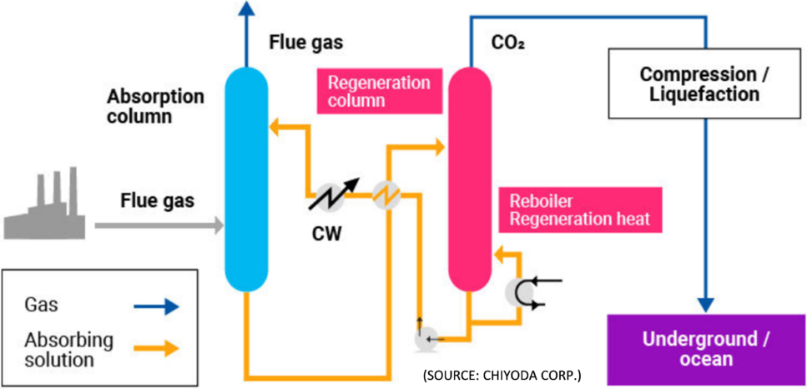 Flue gas
CO₂
Absorption
column
Regeneration
column
Compression /
Liquefaction
Flue gas
CW
Reboiler
Regeneration heat
Gas
Absorbing
solution
Underground /
ocean
(SOURCE: CHIYODA CORP.)